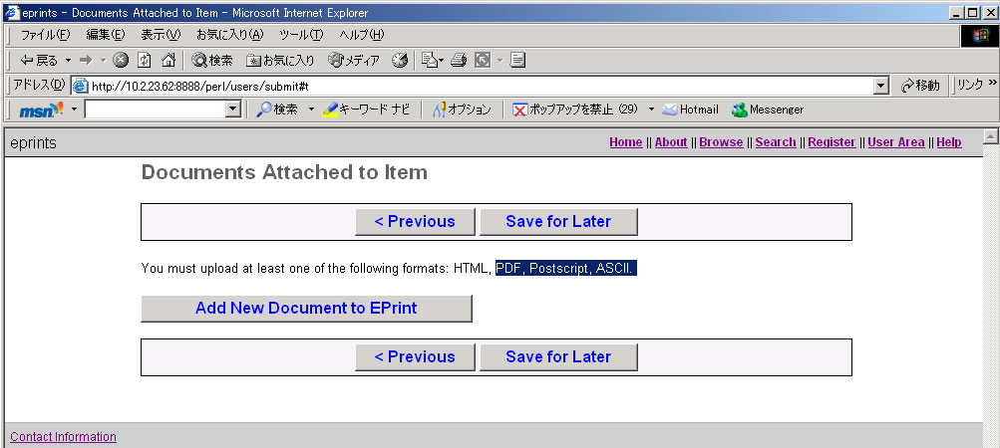 eprints - Documents Attached to Item - Microsoft Internet Explorer
ファイル(F) 編集(E) 表示(V) お気に入り(A) ツール(T) ヘルプ(H)
戻る 検索 お気に入り メディア
アドレス(D) http://10.2.23.62:8888/perl/users/submit#t 移動 リンク »
msn 検索 キーワード ナビ オプション ポップアップを禁止 (29) Hotmail Messenger
eprints Home || About || Browse || Search || Register || User Area || Help
Documents Attached to Item
< Previous Save for Later
You must upload at least one of the following formats: HTML, PDF, Postscript, ASCII.
Add New Document to EPrint
< Previous Save for Later
Contact Information